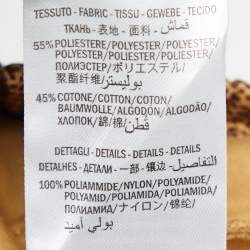 TESSUTO - FABRIC - TISSU - GEWEBE - TECIDO
ТКАНЬ - 表地 - 面料 - قماش
55% POLIESTERE/POLYESTER/POLYESTER/
POLYESTER/POLIÉSTER/POLYESTER/
ПОЛИЭСТЕР/ポリエステル/
聚酯纤维/بوليستر
45% COTONE/COTTON/COTON/
BAUMWOLLE/ALGODÓN/ALGODÃO/
ХЛОПОК/綿/棉/قطن
DETTAGLI - DETAILS - DETAILS - DETAILS
DETALHES - ДЕТАЛИ - 一部 - 镶边 - التفاصيل
100% POLIAMMIDE/NYLON/POLYAMIDE
POLYAMID/POLIAMIDA/POLIAMIDA/
ПОЛИАМИД/ナイロン/锦纶/
بولي أميد